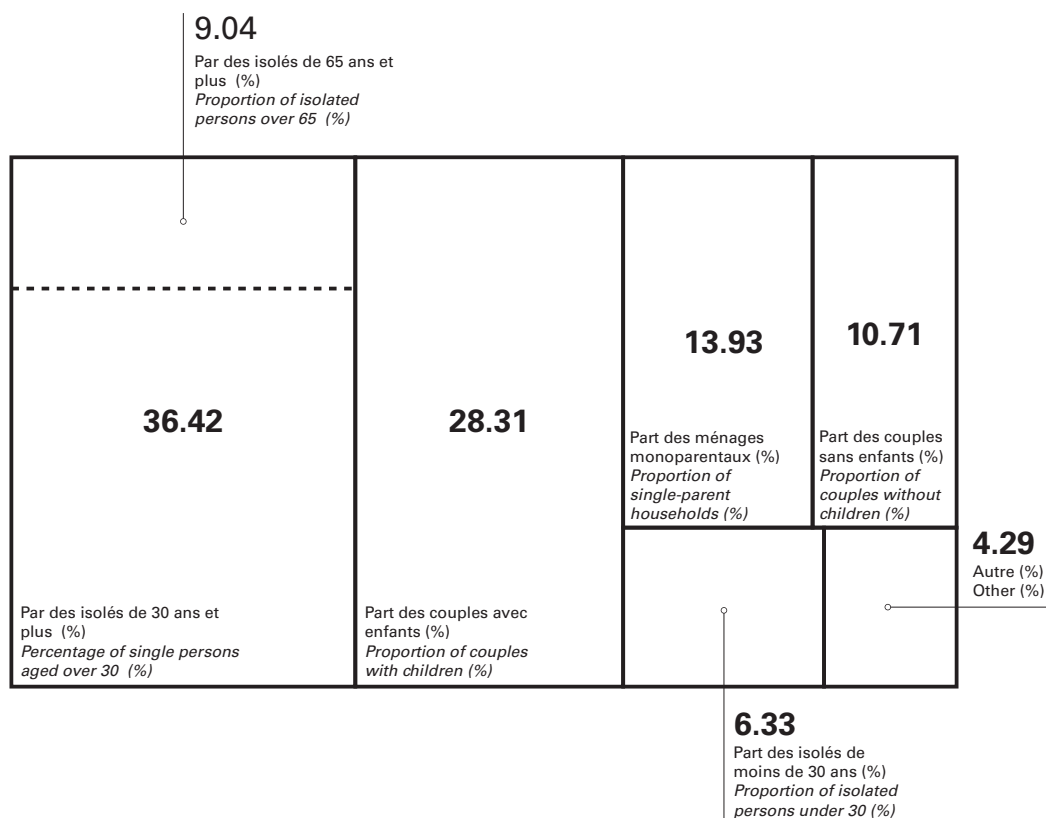 9.04
Par des isolés de 65 ans et
plus (%)
Proportion of isolated
persons over 65 (%)
36.42
Par des isolés de 30 ans et
plus (%)
Percentage of single persons
aged over 30 (%)
28.31
Part des couples avec
enfants (%)
Proportion of couples
with children (%)
13.93
Part des ménages
monoparentaux (%)
Proportion of
single-parent
households (%)
10.71
Part des couples
sans enfants (%)
Proportion of
couples without
children (%)
4.29
Autre (%)
Other (%)
6.33
Part des isolés de
moins de 30 ans (%)
Proportion of isolated
persons under 30 (%)